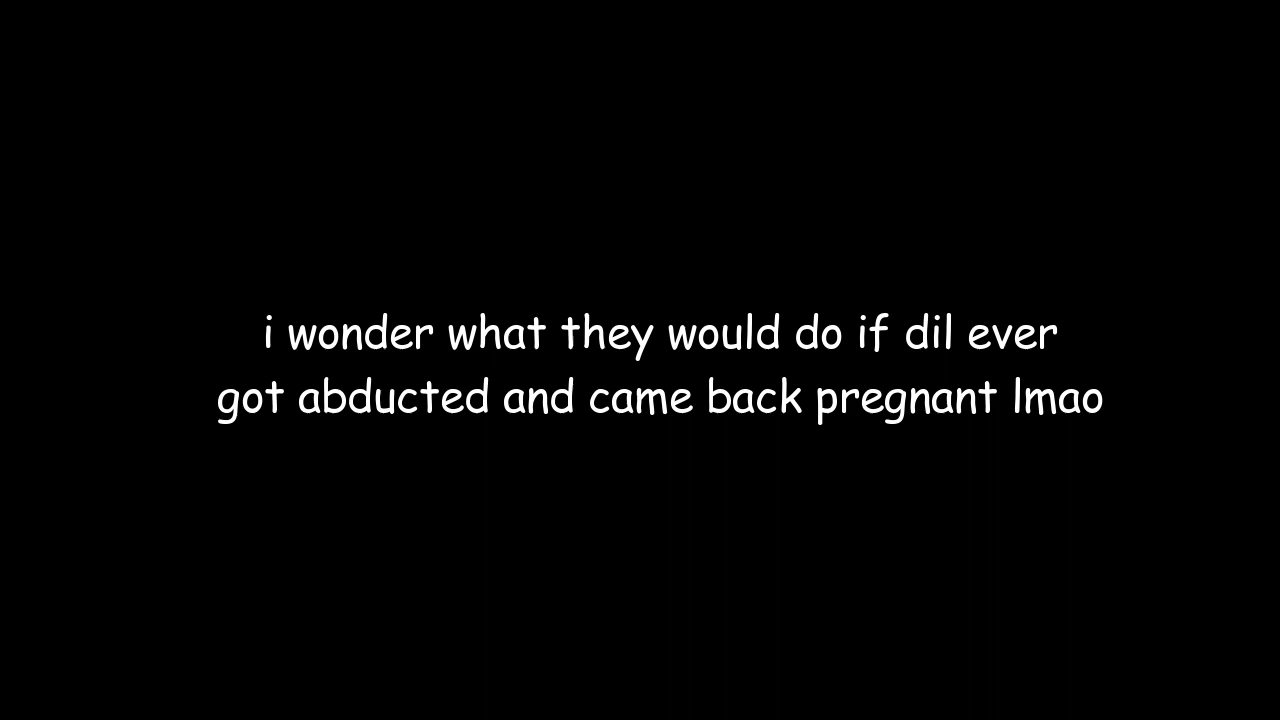 i wonder what they would do if dil ever
got abducted and came back pregnant lmao